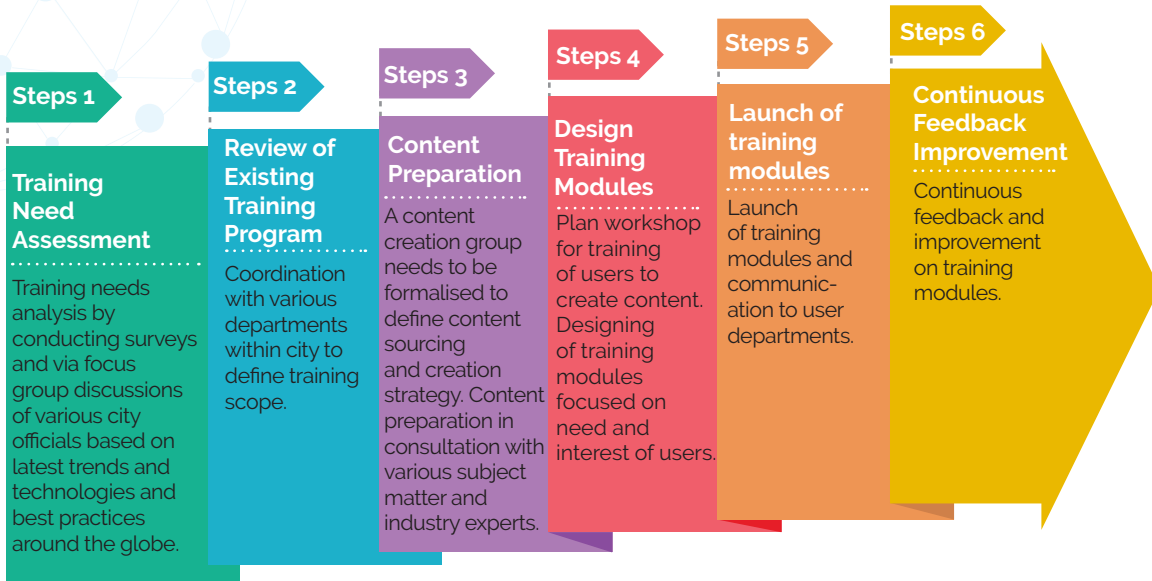 Steps 1
Training
Need
Assessment
Training needs
analysis by
conducting surveys
and via focus
group discussions
of various city
officials based on
latest trends and
technologies and
best practices
around the globe.
Steps 2
Review of
Existing
Training
Program
Coordination
with various
departments
within city to
define training
scope.
Steps 3
Content
Preparation
A content
creation group
needs to be
formalised to
define content
sourcing
and creation
strategy. Content
preparation in
consultation with
various subject
matter and
industry experts.
Steps 4
Design
Training
Modules
Plan workshop
for training
of users to
create content.
Designing
of training
modules
focused on
need and
interest of users.
Steps 5
Launch of
training
modules
Launch
of training
modules and
communic-
ation to user
departments.
Steps 6
Continuous
Feedback
Improvement
Continuous
feedback and
improvement
on training
modules.